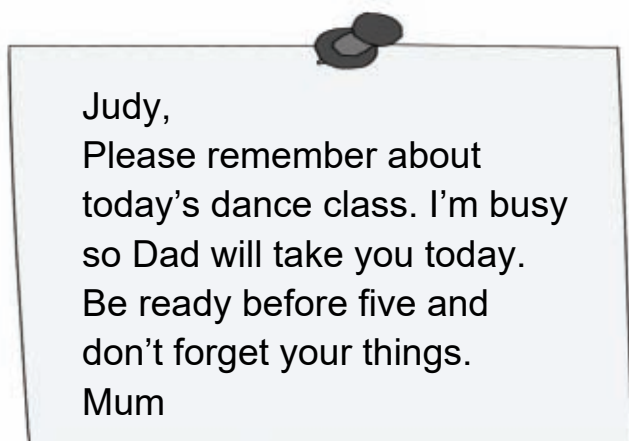 Judy,
Please remember about
today’s dance class. I’m busy
so Dad will take you today.
Be ready before five and
don’t forget your things.
Mum